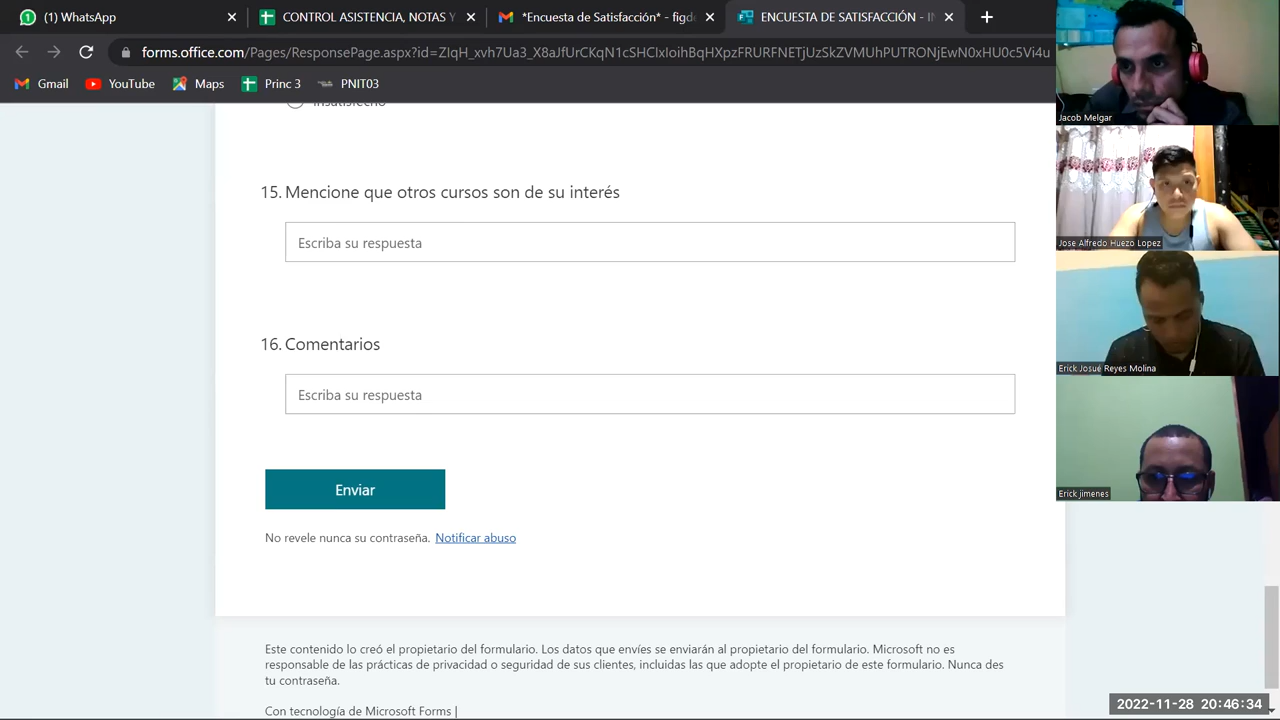 (1) WhatsApp
CONTROL ASISTENCIA, NOTAS Y
*Encuesta de Satisfacción* - figd
ENCUESTA DE SATISFACCIÓN - I
forms.office.com/Pages/ResponsePage.aspx?id=
Gmail
YouTube
Maps
Princ 3
PNIT03
Insatisfecho
15. Mencione que otros cursos son de su interés
Escriba su respuesta
16. Comentarios
Escriba su respuesta
Enviar
No revele nunca su contraseña. Notificar abuso
Este contenido lo creó el propietario del formulario. Los datos que envíes se enviarán al propietario del formulario. Microsoft no es
responsable de las prácticas de privacidad o seguridad de sus clientes, incluidas las que adopte el propietario de este formulario. Nunca des
tu contraseña.
Con tecnología de Microsoft Forms |
Jacob Melgar
Jose Alfredo Huezo Lopez
Erick Josué Reyes Molina
Erick jimenes
2022-11-28 20:46:34